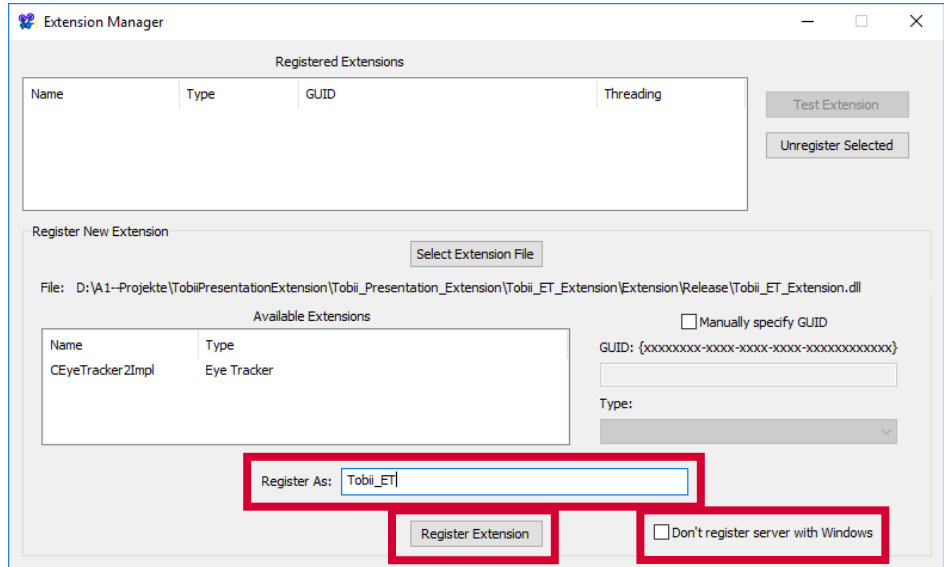 Extension Manager
Registered Extensions
Name Type GUID Threading
Test Extension
Unregister Selected
Register New Extension
Select Extension File
File: D:\A1--Projekte\TobiiPresentationExtension\Tobii_Presentation_Extension\Tobii_ET_Extension\Extension\Release\Tobii_ET_Extension.dll
Available Extensions
Name Type
CEyeTracker2Impl Eye Tracker
Manually specify GUID
GUID: {xxxxxxxx-xxxx-xxxx-xxxx-xxxxxxxxxxxx}
Type:
Register As: Tobii_ET
Register Extension
Don't register server with Windows